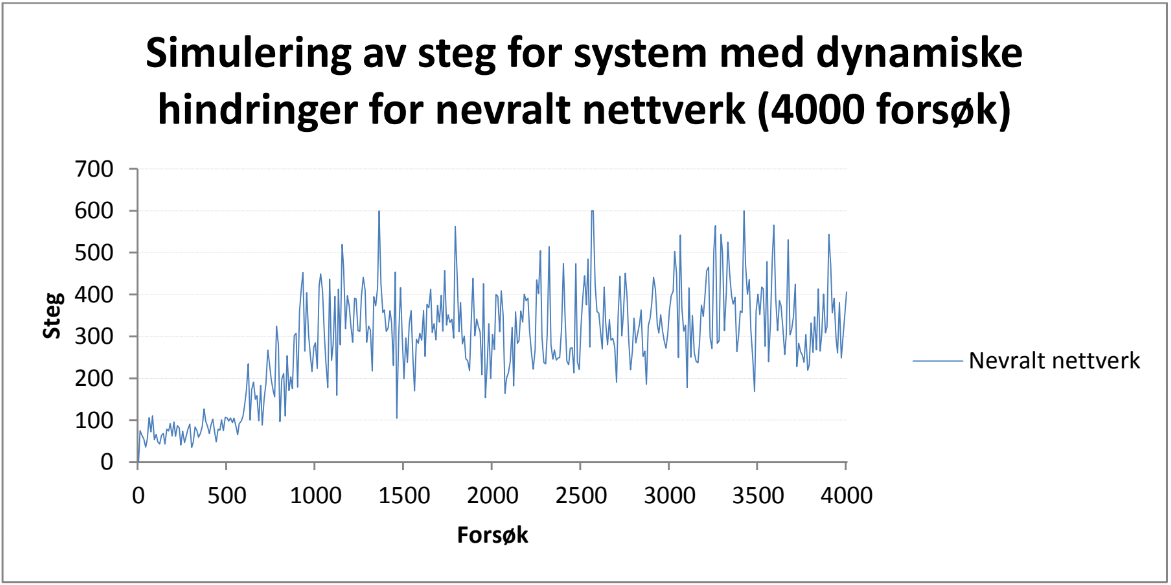 Simulering av steg for system med dynamiske
hindringer for nevralt nettverk (4000 forsøk)
700
600
500
400
300
200
100
0
Steg
0 500 1000 1500 2000 2500 3000 3500 4000
Forsøk
Nevralt nettverk